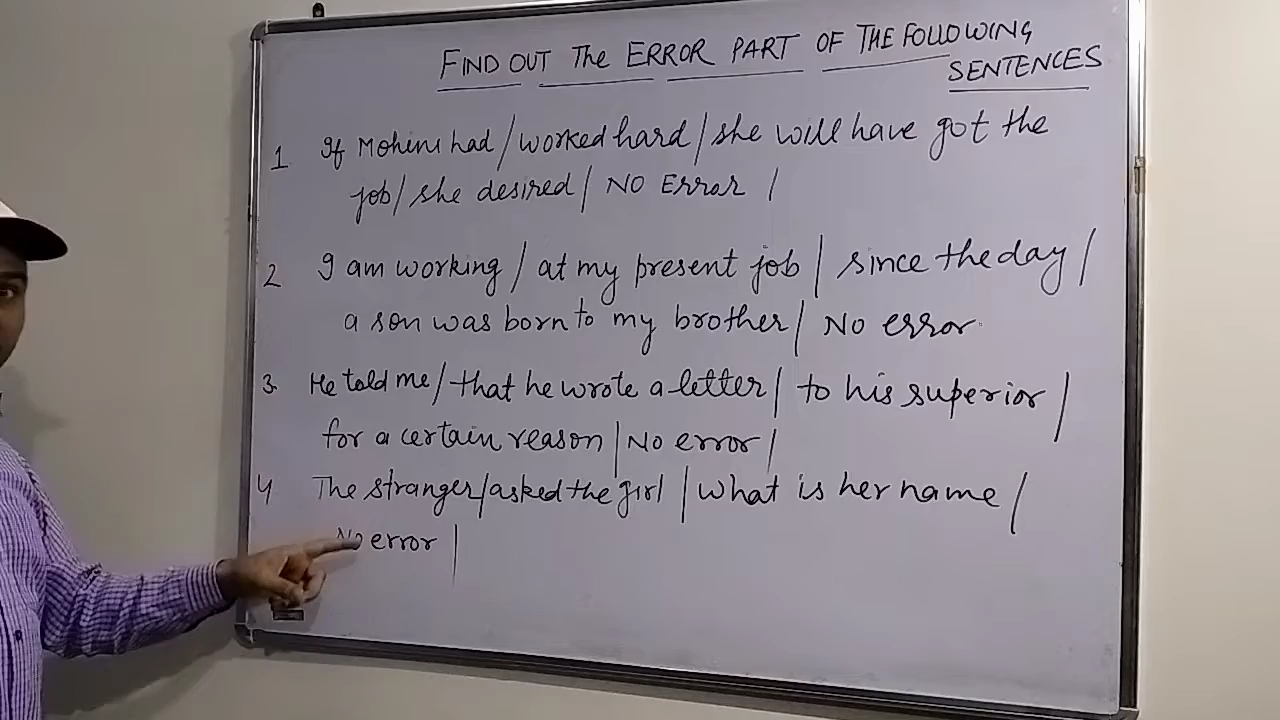 FIND OUT The ERROR PART OF THE FOLLOWING
SENTENCES
1 If Mohini had / worked hard / she will have got the
job / she desired / NO ERROR /
2 I am working / at my present job / since the day /
a son was born to my brother / No error
3. He told me / that he wrote a letter / to his superior /
for a certain reason / No error /
4 The stranger / asked the girl / what is her name /
No error /